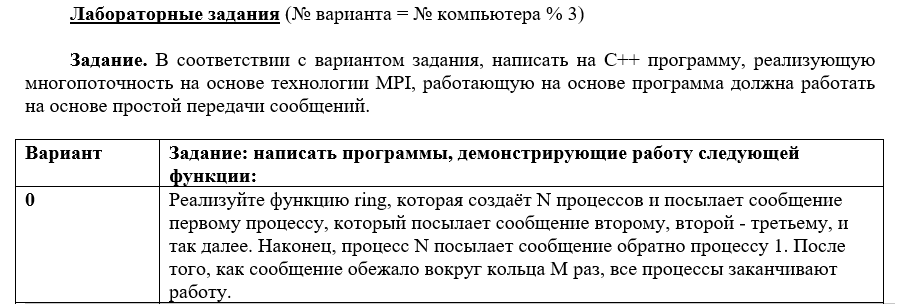 Лабораторные задания (№ варианта = № компьютера % 3)
Задание. В соответствии с вариантом задания, написать на С++ программу, реализующую
многопоточность на основе технологии MPI, работающую на основе программа должна работать
на основе простой передачи сообщений.
Вариант
Задание: написать программы, демонстрирующие работу следующей
функции:
0
Реализуйте функцию ring, которая создаёт N процессов и посылает сообщение
первому процессу, который посылает сообщение второму, второй - третьему, и
так далее. Наконец, процесс N посылает сообщение обратно процессу 1. После
того, как сообщение обежало вокруг кольца M раз, все процессы заканчивают
работу.